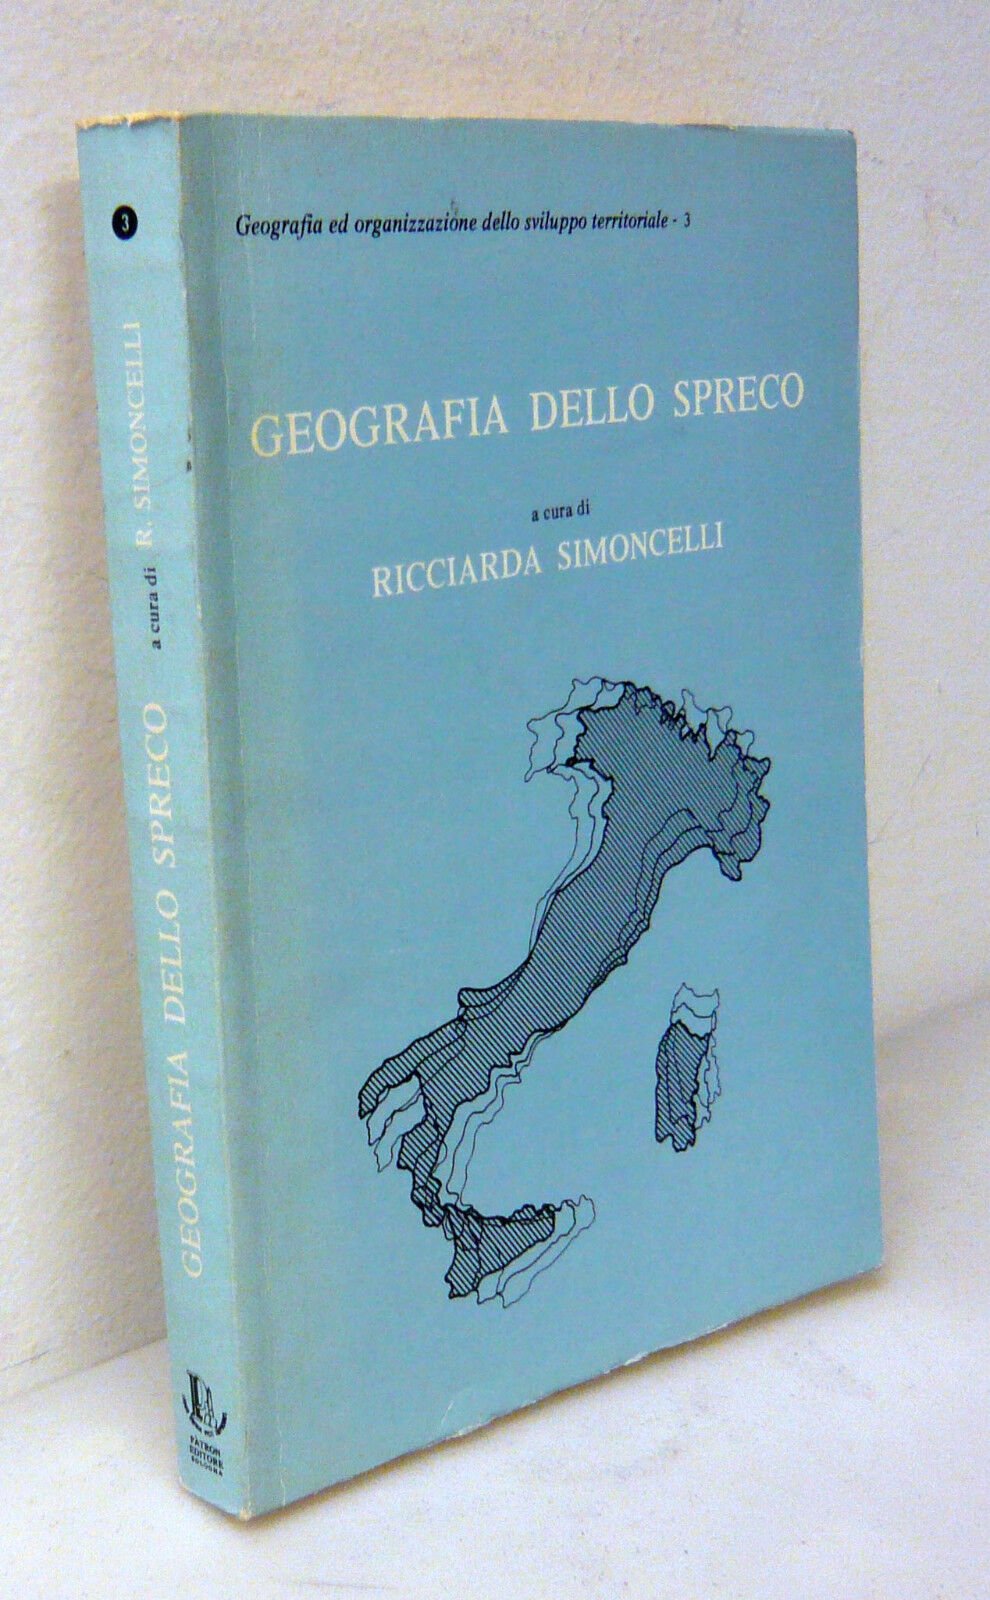 Geografia ed organizzazione dello sviluppo territoriale - 3
GEOGRAFIA DELLO SPRECO
a cura di
RICCIARDA SIMONCELLI
3
GEOGRAFIA DELLO SPRECO a cura di R. SIMONCELLI
PATRON
EDITORE
BOLOGNA